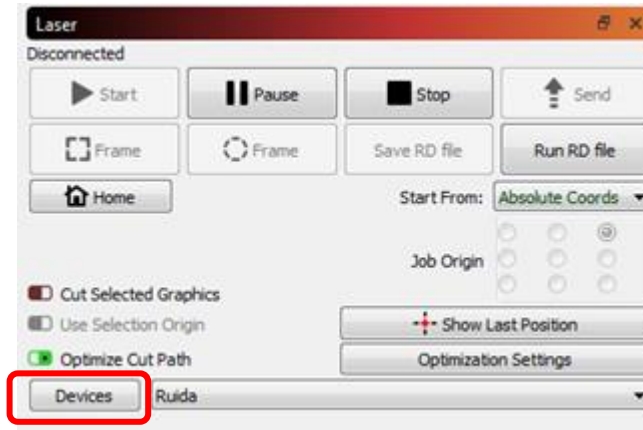 Laser
Disconnected
Start Pause Stop Send
Frame Frame Save RD file Run RD file
Home Start From: Absolute Coords
Job Origin
Cut Selected Graphics
Use Selection Origin Show Last Position
Optimize Cut Path Optimization Settings
Devices Ruida